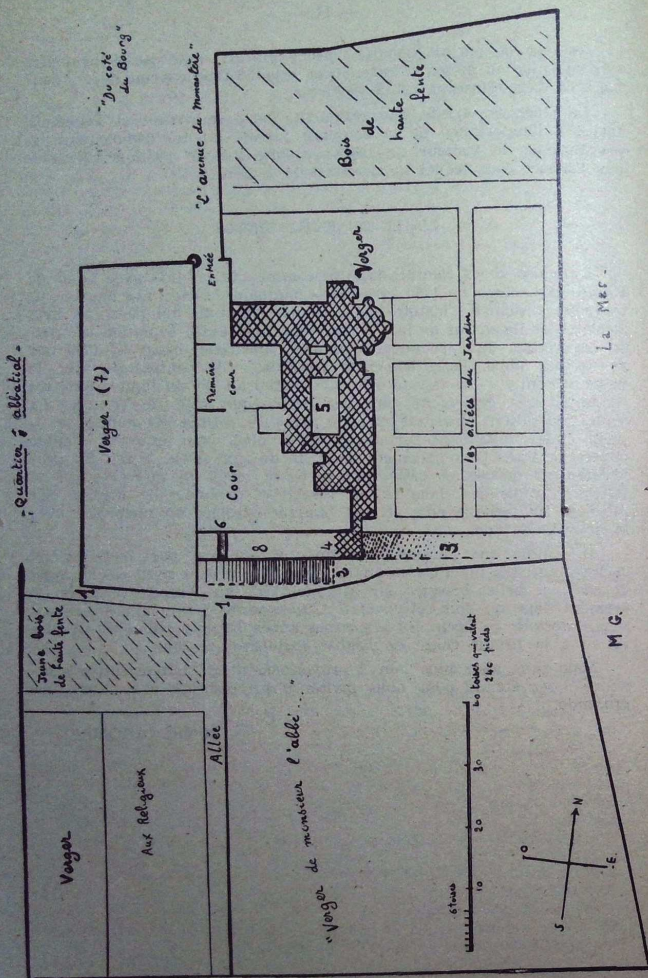 - Quartier abbatial -
"Du coté
du Bourg"
"L'avenue du monastère"
Bois
de
haute
fente
Verger
Entrée
- Verger - (7)
Première
cour
Cour
5
6
8
4
3
2
1
1
les allées du Jardin
- La Mer -
Jeune bois
de haute fente
Allée
Verger
Aux Religieux
"Verger de monsieur l'abbé..."
6 toises
10
20
30
40 toises qui valent
240 pieds
O
N
S
E
M G.